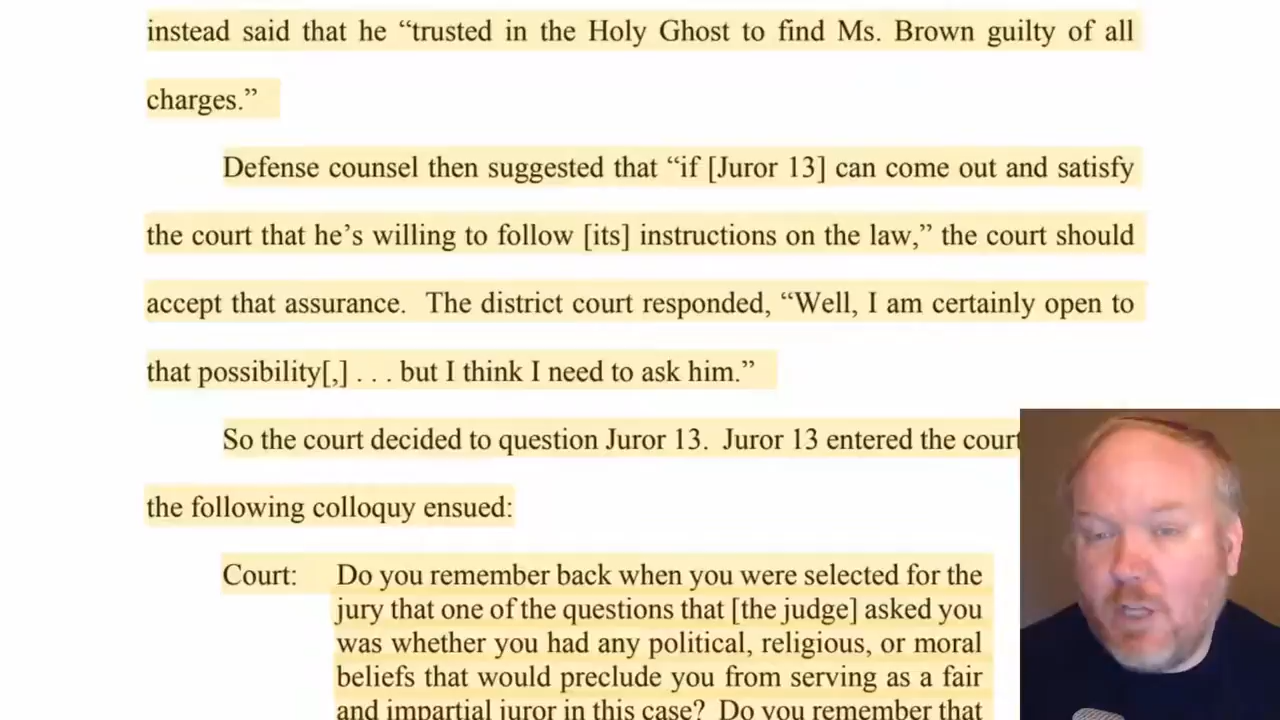 instead said that he “trusted in the Holy Ghost to find Ms. Brown guilty of all
charges.”
Defense counsel then suggested that “if [Juror 13] can come out and satisfy
the court that he’s willing to follow [its] instructions on the law,” the court should
accept that assurance. The district court responded, “Well, I am certainly open to
that possibility[,] . . . but I think I need to ask him.”
So the court decided to question Juror 13. Juror 13 entered the court
the following colloquy ensued:
Court: Do you remember back when you were selected for the
jury that one of the questions that [the judge] asked you
was whether you had any political, religious, or moral
beliefs that would preclude you from serving as a fair
and impartial juror in this case? Do you remember that